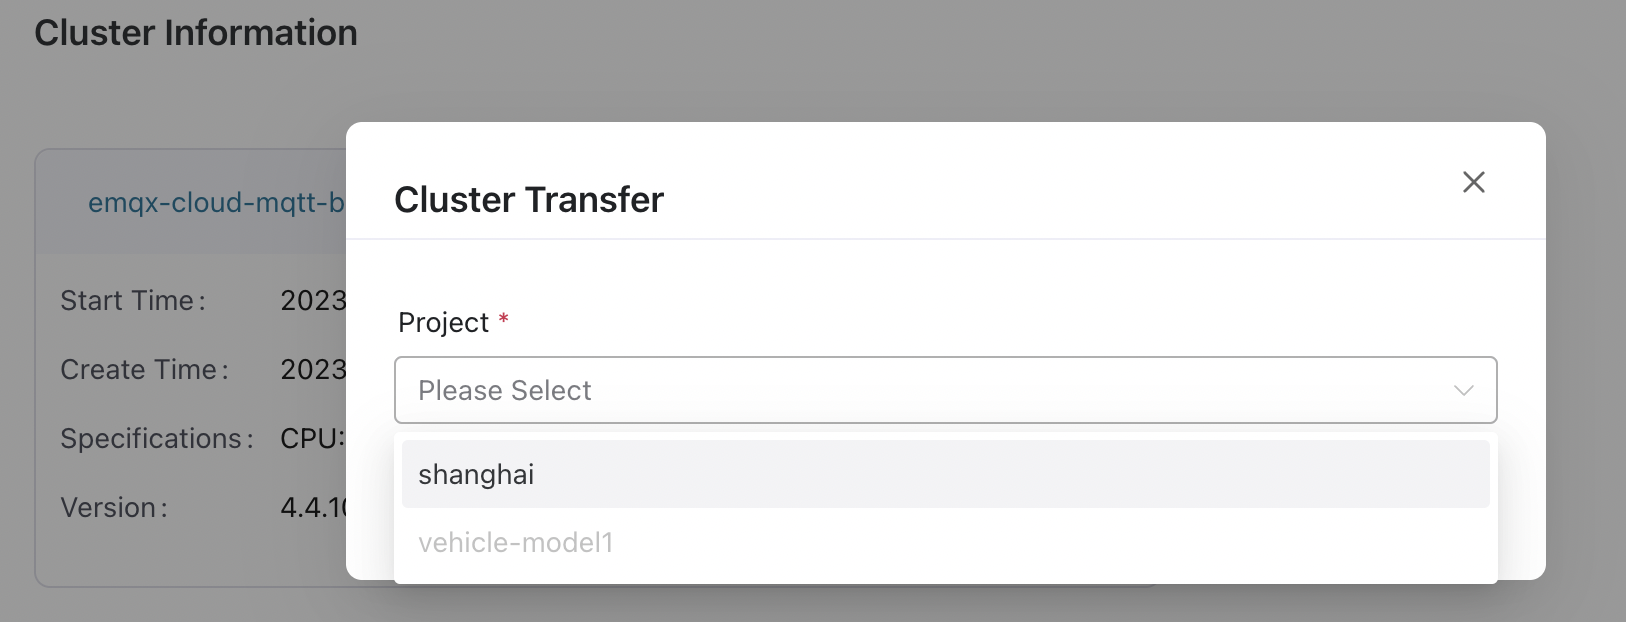 Cluster Information
emqx-cloud-mqtt-b
Cluster Transfer
Start Time: 2023
Create Time: 2023
Specifications: CPU:
Version: 4.4.10
Project *
Please Select
shanghai
vehicle-model1